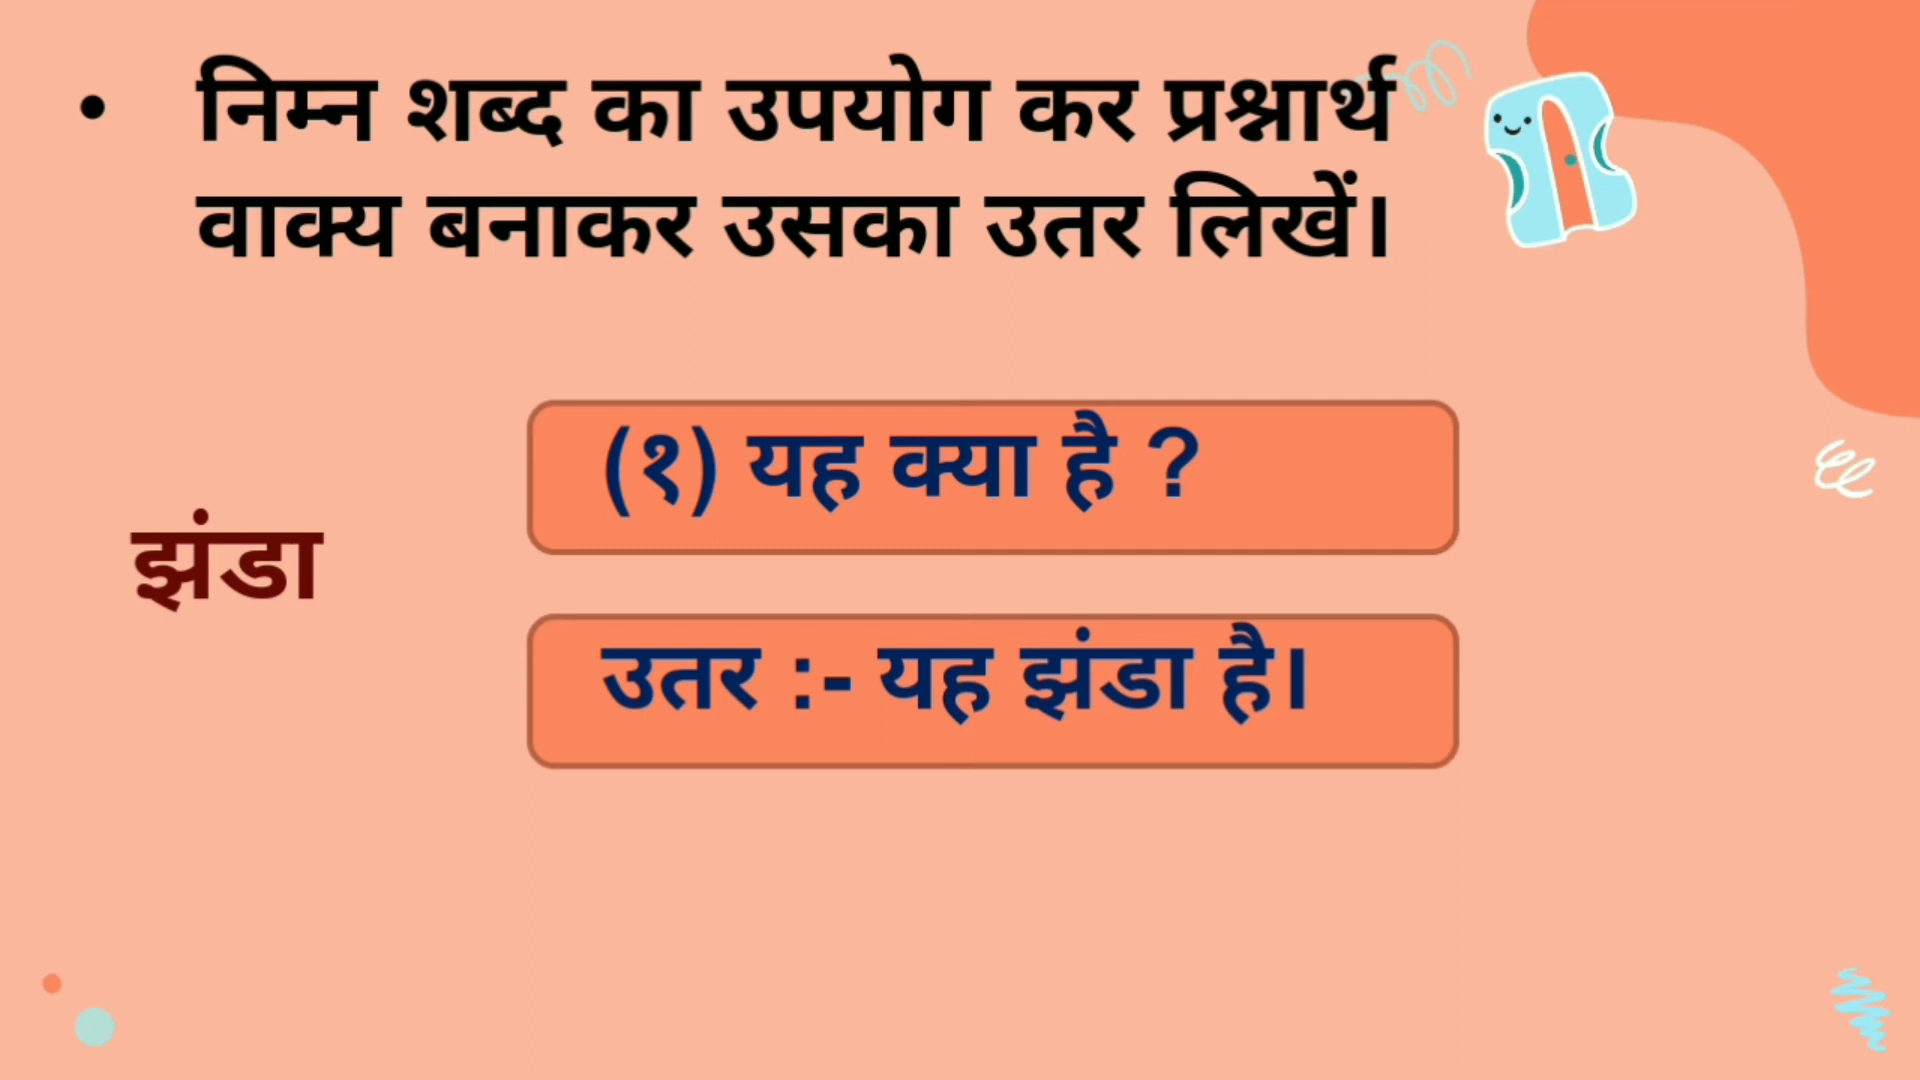 • निम्न शब्द का उपयोग कर प्रश्नार्थ
वाक्य बनाकर उसका उतर लिखें।
(१) यह क्या है ?
झंडा
उतर :- यह झंडा है।